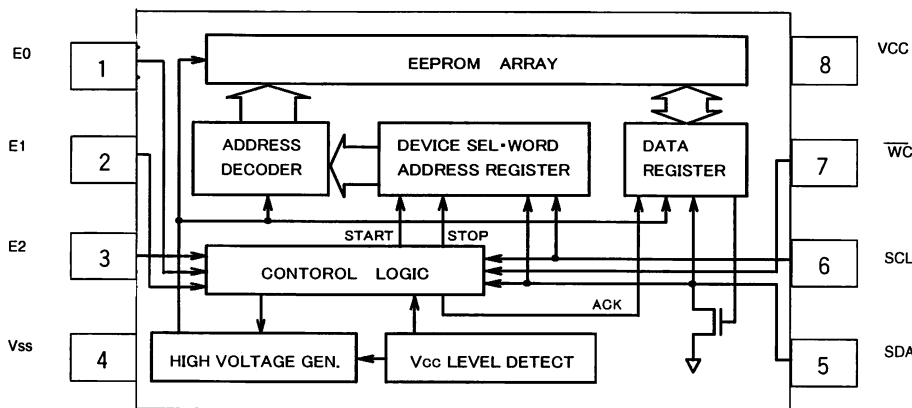 E0
1
EEPROM ARRAY
8
VCC
E1
2
ADDRESS
DECODER
DEVICE SEL·WORD
ADDRESS REGISTER
DATA
REGISTER
7
WC
START
STOP
E2
3
CONTOROL LOGIC
6
SCL
ACK
Vss
4
HIGH VOLTAGE GEN.
Vcc LEVEL DETECT
5
SDA